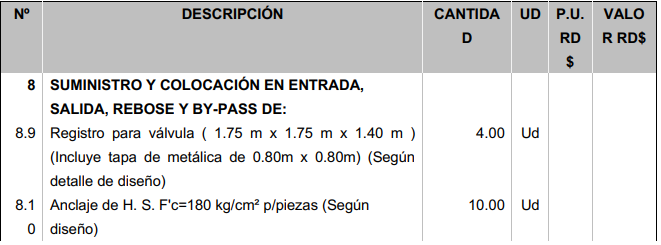 Nº DESCRIPCIÓN CANTIDA UD P.U. VALO
D RD R RD$
$
8 SUMINISTRO Y COLOCACIÓN EN ENTRADA,
SALIDA, REBOSE Y BY-PASS DE:
8.9 Registro para válvula ( 1.75 m x 1.75 m x 1.40 m ) 4.00 Ud
(Incluye tapa de metálica de 0.80m x 0.80m) (Según
detalle de diseño)
8.1 Anclaje de H. S. F'c=180 kg/cm² p/piezas (Según 10.00 Ud
0 diseño)